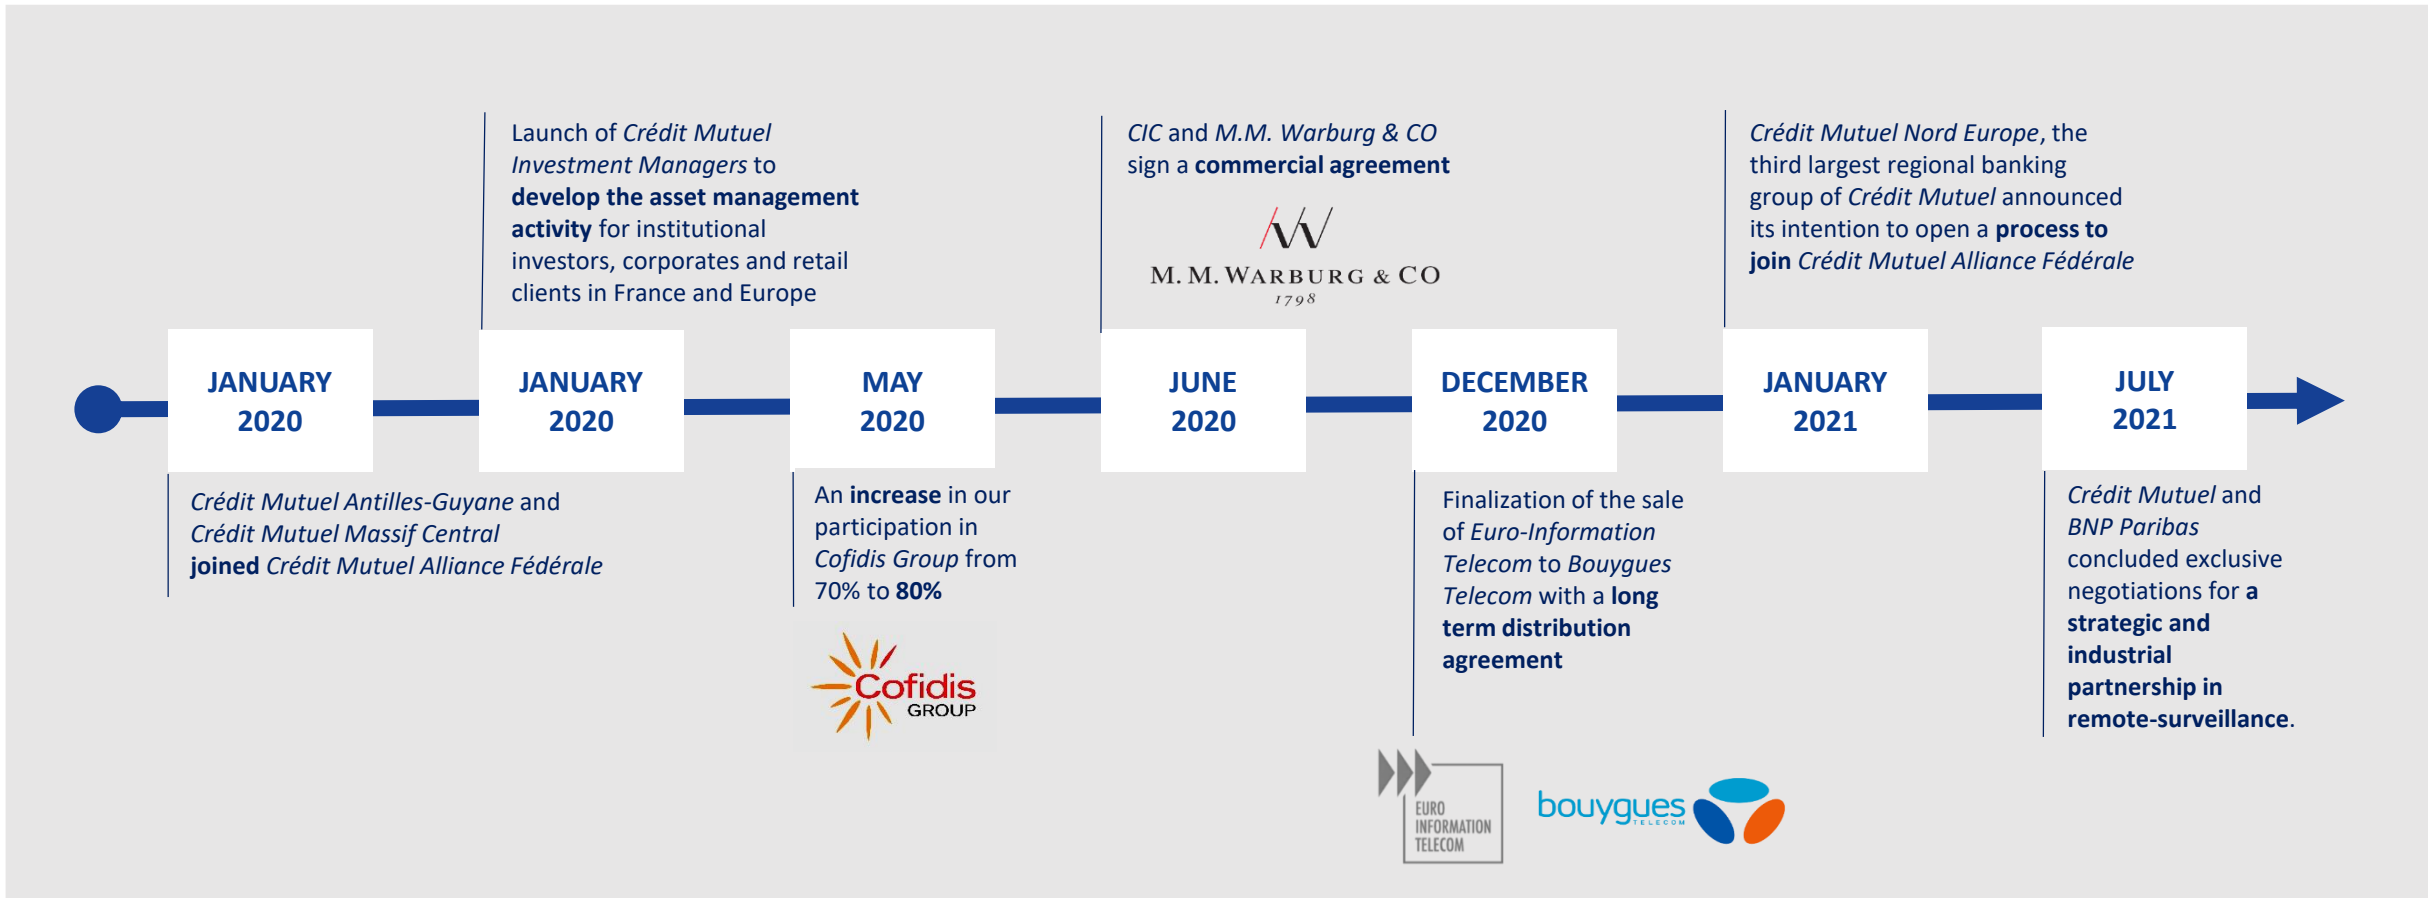 Launch of Crédit Mutuel
Investment Managers to
develop the asset management
activity for institutional
investors, corporates and retail
clients in France and Europe
CIC and M.M. Warburg & CO
sign a commercial agreement
M. M. WARBURG & CO
1798
Crédit Mutuel Nord Europe, the
third largest regional banking
group of Crédit Mutuel announced
its intention to open a process to
join Crédit Mutuel Alliance Fédérale
JANUARY
2020
JANUARY
2020
MAY
2020
JUNE
2020
DECEMBER
2020
JANUARY
2021
JULY
2021
Crédit Mutuel Antilles-Guyane and
Crédit Mutuel Massif Central
joined Crédit Mutuel Alliance Fédérale
An increase in our
participation in
Cofidis Group from
70% to 80%
Cofidis
GROUP
Finalization of the sale
of Euro-Information
Telecom to Bouygues
Telecom with a long
term distribution
agreement
EURO
INFORMATION
TELECOM
bouygues
TELECOM
Crédit Mutuel and
BNP Paribas
concluded exclusive
negotiations for a
strategic and
industrial
partnership in
remote-surveillance.